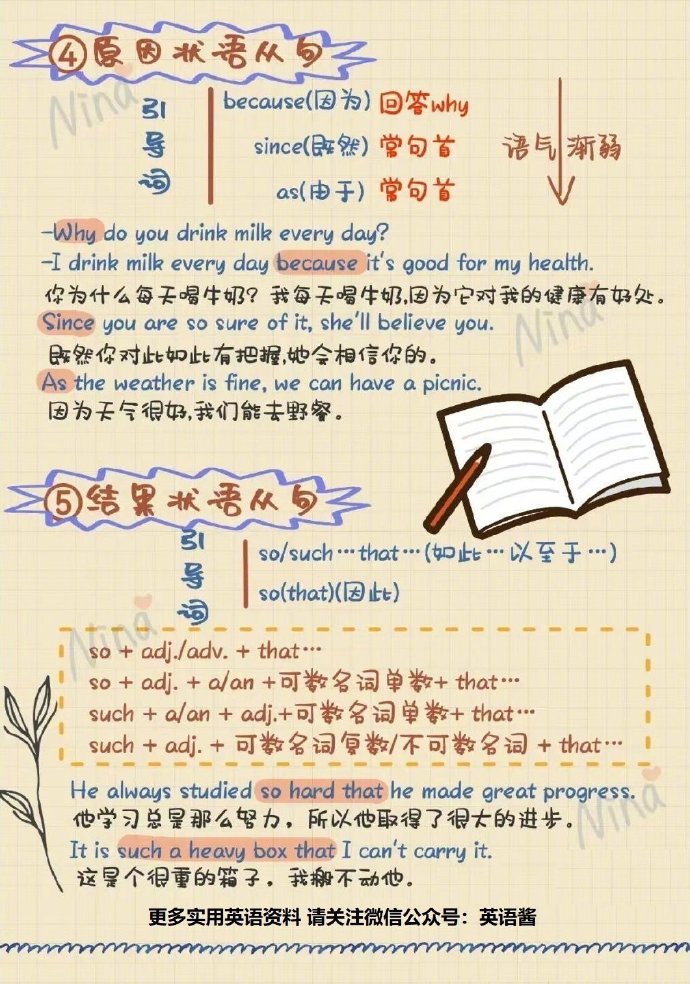 ④原因状语从句
引导词
because(因为) 回答why
since(既然) 常句首
as(由于) 常句首
语气渐弱
-Why do you drink milk every day?
-I drink milk every day because it's good for my health.
你为什么每天喝牛奶？我每天喝牛奶,因为它对我的健康有好处。
Since you are so sure of it, she'll believe you.
既然你对此如此有把握,她会相信你的。
As the weather is fine, we can have a picnic.
因为天气很好,我们能去野餐。
⑤结果状语从句
引导词
so/such…that…(如此…以至于…)
so(that)(因此)
so + adj./adv. + that…
so + adj. + a/an +可数名词单数+ that…
such + a/an + adj.+可数名词单数+ that…
such + adj. + 可数名词复数/不可数名词 + that…
He always studied so hard that he made great progress.
他学习总是那么努力，所以他取得了很大的进步。
It is such a heavy box that I can't carry it.
这是个很重的箱子，我搬不动他。
更多实用英语资料 请关注微信公众号：英语酱
Nina
Nina
Nina
Nina